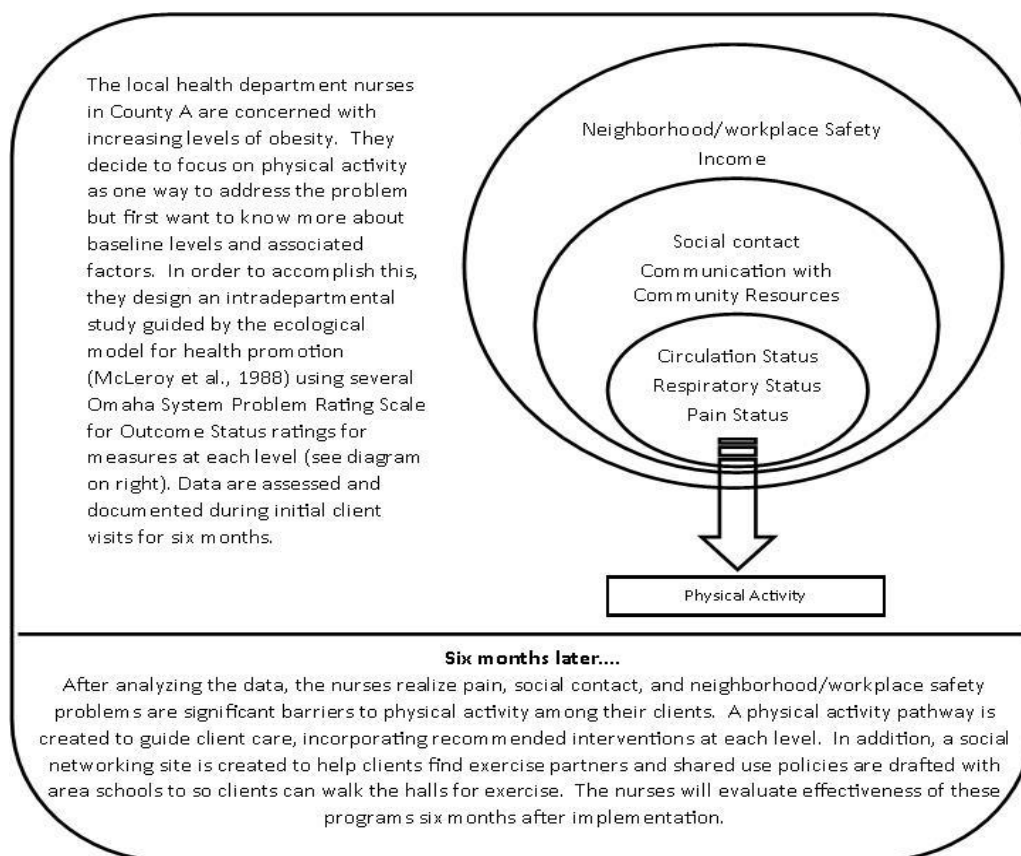 The local health department nurses
in County A are concerned with
increasing levels of obesity. They
decide to focus on physical activity
as one way to address the problem
but first want to know more about
baseline levels and associated
factors. In order to accomplish this,
they design an intradepartmental
study guided by the ecological
model for health promotion
(McLeroy et al., 1988) using several
Omaha System Problem Rating Scale
for Outcome Status ratings for
measures at each level (see diagram
on right). Data are assessed and
documented during initial client
visits for six months.
Neighborhood/workplace Safety
Income
Social contact
Communication with
Community Resources
Circulation Status
Respiratory Status
Pain Status
Physical Activity
Six months later....
After analyzing the data, the nurses realize pain, social contact, and neighborhood/workplace safety
problems are significant barriers to physical activity among their clients. A physical activity pathway is
created to guide client care, incorporating recommended interventions at each level. In addition, a social
networking site is created to help clients find exercise partners and shared use policies are drafted with
area schools to so clients can walk the halls for exercise. The nurses will evaluate effectiveness of these
programs six months after implementation.